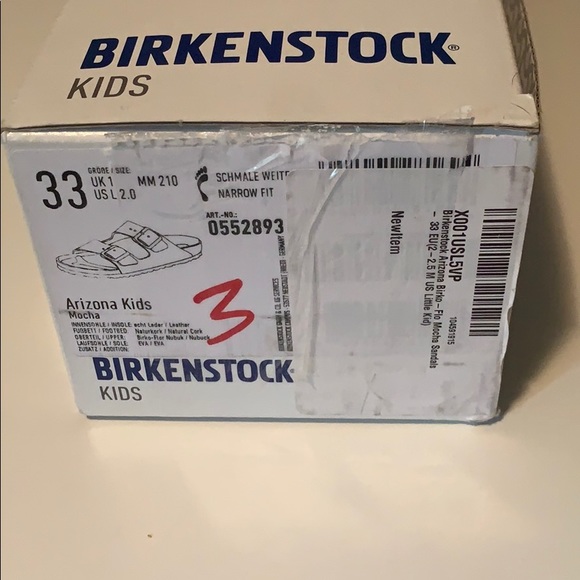 BIRKENSTOCK®
KIDS
33
GRÖßE / SIZE:
UK 1
US L 2.0
MM 210
SCHMALE WEITE
NARROW FIT
ART.-NO.:
0552893
Arizona Kids
Mocha
INNENSOHLE / INSOLE: echt Leder / Leather
FUßBETT / FOOTBED: Naturkork / Natural Cork
OBERTEIL / UPPER: Birko-Flor Nubuk / Nubuck
LAUFSOHLE / SOLE: EVA / EVA
ZUSATZ / ADDITION:
3
BIRKENSTOCK
KIDS
X001USL5VP
Birkenstock Arizona Birko-Flo Mocha Sandals
- 33 EU(2-2.5 M US Little Kid)
NewItem